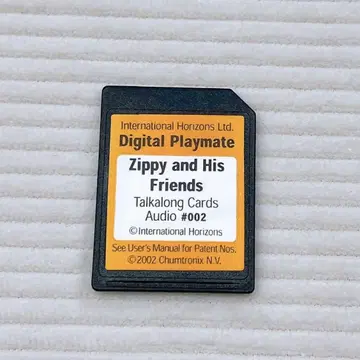 International Horizons Ltd.
Digital Playmate
Zippy and His
Friends
Talkalong Cards
Audio #002
© International Horizons
See User's Manual for Patent Nos.
© 2002 Chumtronix N.V.